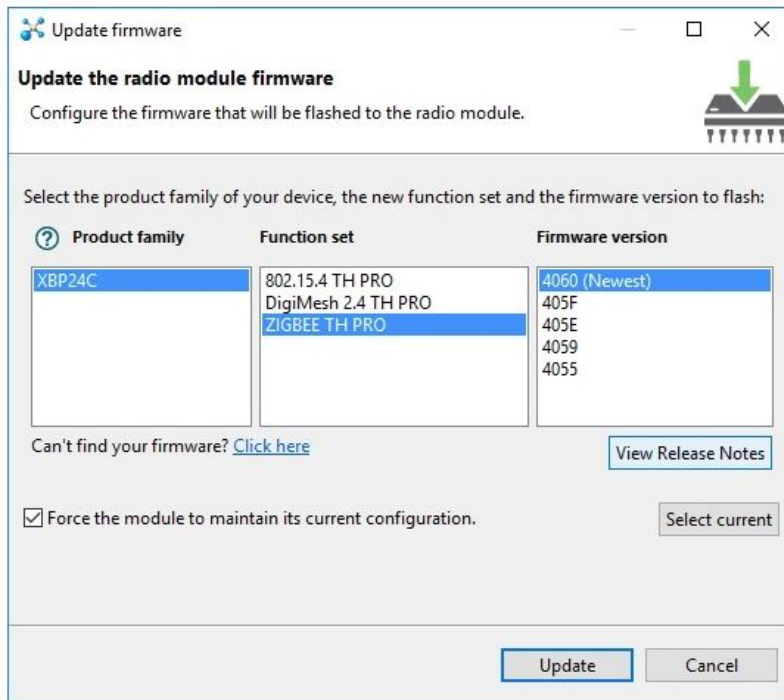 Update firmware
Update the radio module firmware
Configure the firmware that will be flashed to the radio module.
Select the product family of your device, the new function set and the firmware version to flash:
Product family Function set Firmware version
XBP24C
802.15.4 TH PRO
DigiMesh 2.4 TH PRO
ZIGBEE TH PRO
4060 (Newest)
405F
405E
4059
4055
Can't find your firmware? Click here
View Release Notes
Force the module to maintain its current configuration.
Select current
Update
Cancel